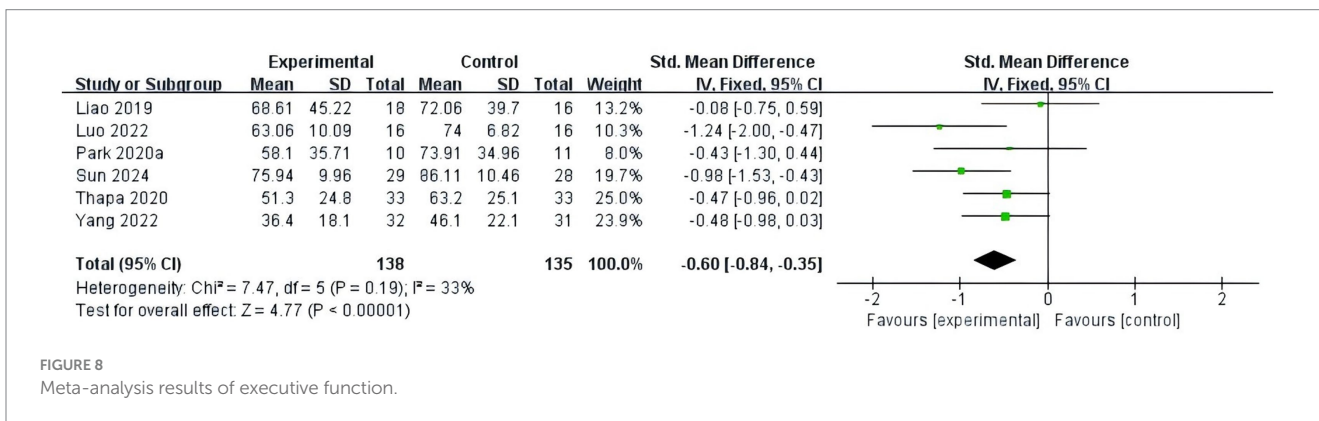 Experimental Control Std. Mean Difference Std. Mean Difference
Study or Subgroup Mean SD Total Mean SD Total Weight IV, Fixed, 95% CI IV, Fixed, 95% CI
Liao 2019 68.61 45.22 18 72.06 39.7 16 13.2% -0.08 [-0.75, 0.59]
Luo 2022 63.06 10.09 16 74 6.82 16 10.3% -1.24 [-2.00, -0.47]
Park 2020a 58.1 35.71 10 73.91 34.96 11 8.0% -0.43 [-1.30, 0.44]
Sun 2024 75.94 9.96 29 86.11 10.46 28 19.7% -0.98 [-1.53, -0.43]
Thapa 2020 51.3 24.8 33 63.2 25.1 33 25.0% -0.47 [-0.96, 0.02]
Yang 2022 36.4 18.1 32 46.1 22.1 31 23.9% -0.48 [-0.98, 0.03]
Total (95% CI) 138 135 100.0% -0.60 [-0.84, -0.35]
Heterogeneity: Chi² = 7.47, df = 5 (P = 0.19); I² = 33%
Test for overall effect: Z = 4.77 (P < 0.00001)
-2 -1 0 1 2
Favours [experimental] Favours [control]
FIGURE 8
Meta-analysis results of executive function.